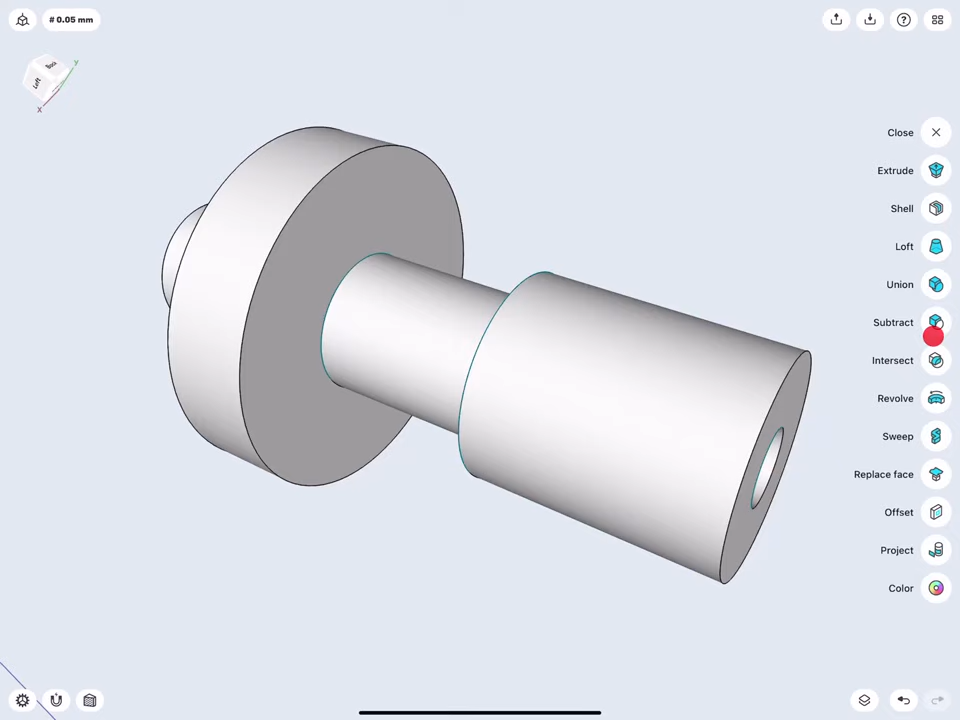 # 0.05 mm
Back
Left
y
x
Close
Extrude
Shell
Loft
Union
Subtract
Intersect
Revolve
Sweep
Replace face
Offset
Project
Color